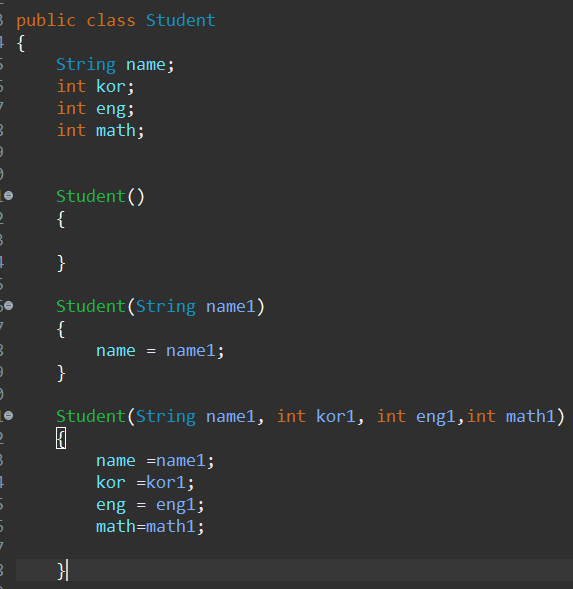 public class Student
{
String name;
int kor;
int eng;
int math;
Student()
{
}
Student(String name1)
{
name = name1;
}
Student(String name1, int kor1, int eng1,int math1)
{
name =name1;
kor =kor1;
eng = eng1;
math=math1;
}